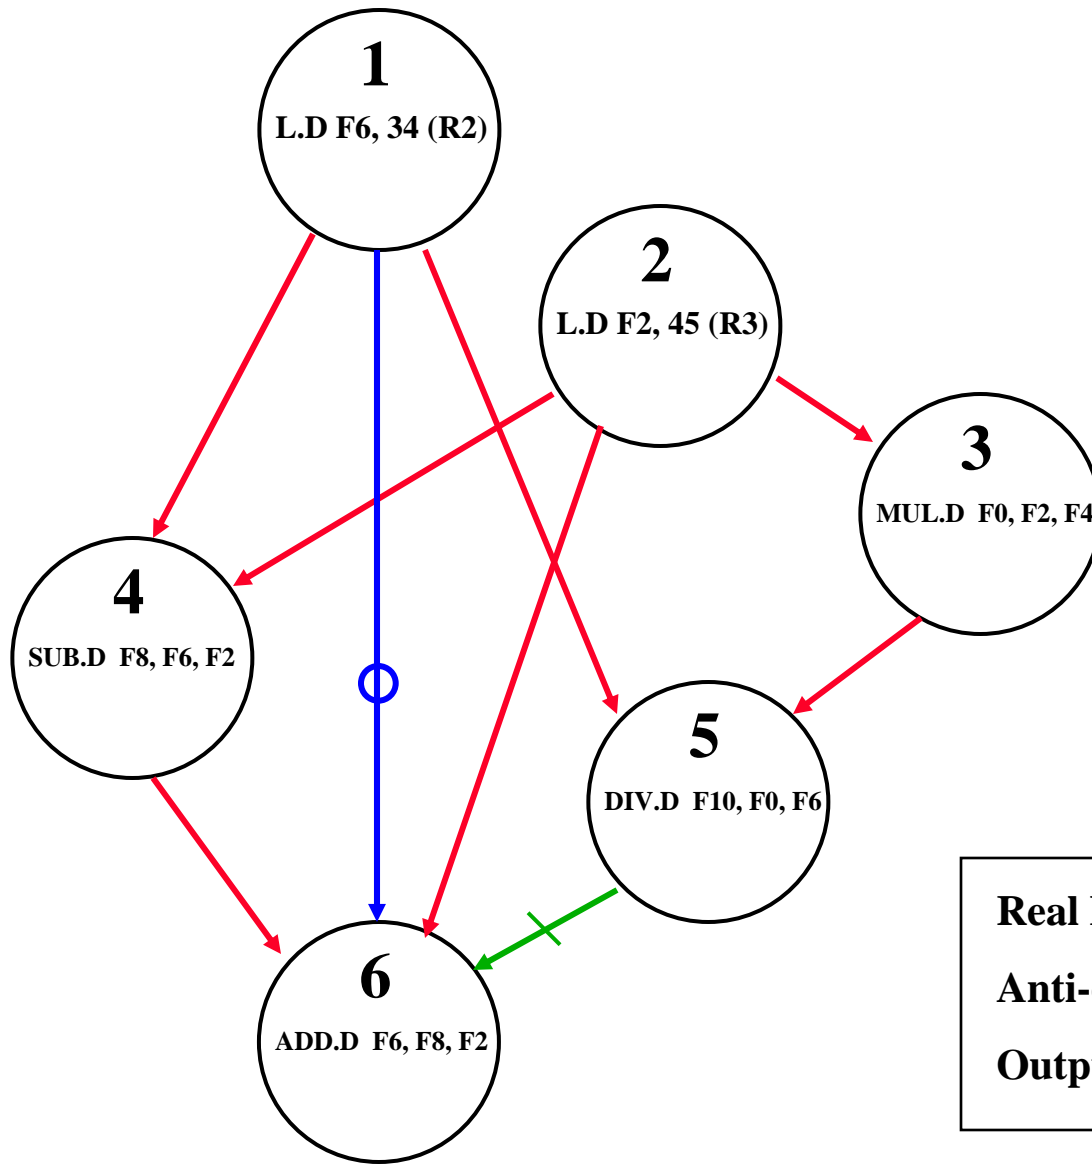 1
L.D F6, 34 (R2)
2
L.D F2, 45 (R3)
3
MUL.D F0, F2, F4
4
SUB.D F8, F6, F2
5
DIV.D F10, F0, F6
6
ADD.D F6, F8, F2
Real
Anti-
Outp